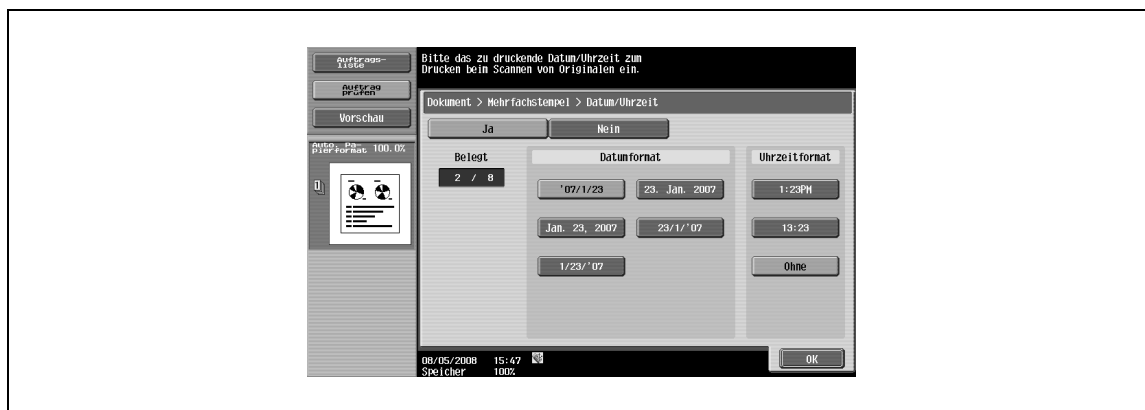 Auftrags-
liste
Auftrag
prüfen
Vorschau
Auto. Pa-
pierformat 100.0%
1
Bitte das zu druckende Datum/Uhrzeit zum
Drucken beim Scannen von Originalen ein.
Dokument > Mehrfachstempel > Datum/Uhrzeit
Ja Nein
Belegt
2 / 8
Datumformat
'07/1/23 23. Jan. 2007
Jan. 23, 2007 23/1/'07
1/23/'07
Uhrzeitformat
1:23PM
13:23
Ohne
08/05/2008 15:47
Speicher 100%
OK